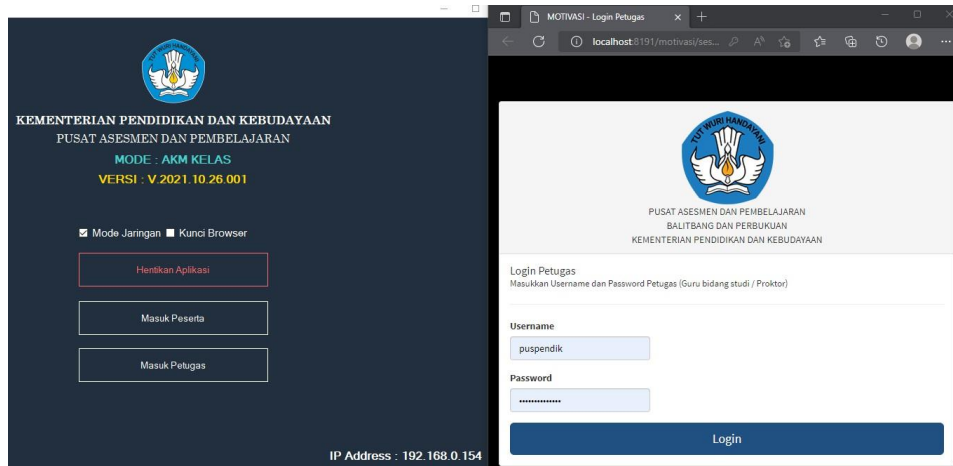 TUT WURI HANDAYANI
KEMENTERIAN PENDIDIKAN DAN KEBUDAYAAN
PUSAT ASESMEN DAN PEMBELAJARAN
MODE : AKM KELAS
VERSI : V.2021.10.26.001
Mode Jaringan Kunci Browser
Hentikan Aplikasi
Masuk Peserta
Masuk Petugas
IP Address : 192.168.0.154
MOTIVASI - Login Petugas
localhost:8191/motivasi/ses...
TUT WURI HANDAYANI
PUSAT ASESMEN DAN PEMBELAJARAN
BALITBANG DAN PERBUKUAN
KEMENTERIAN PENDIDIKAN DAN KEBUDAYAAN
Login Petugas
Masukkan Username dan Password Petugas (Guru bidang studi / Proktor)
Username
puspendik
Password
Login